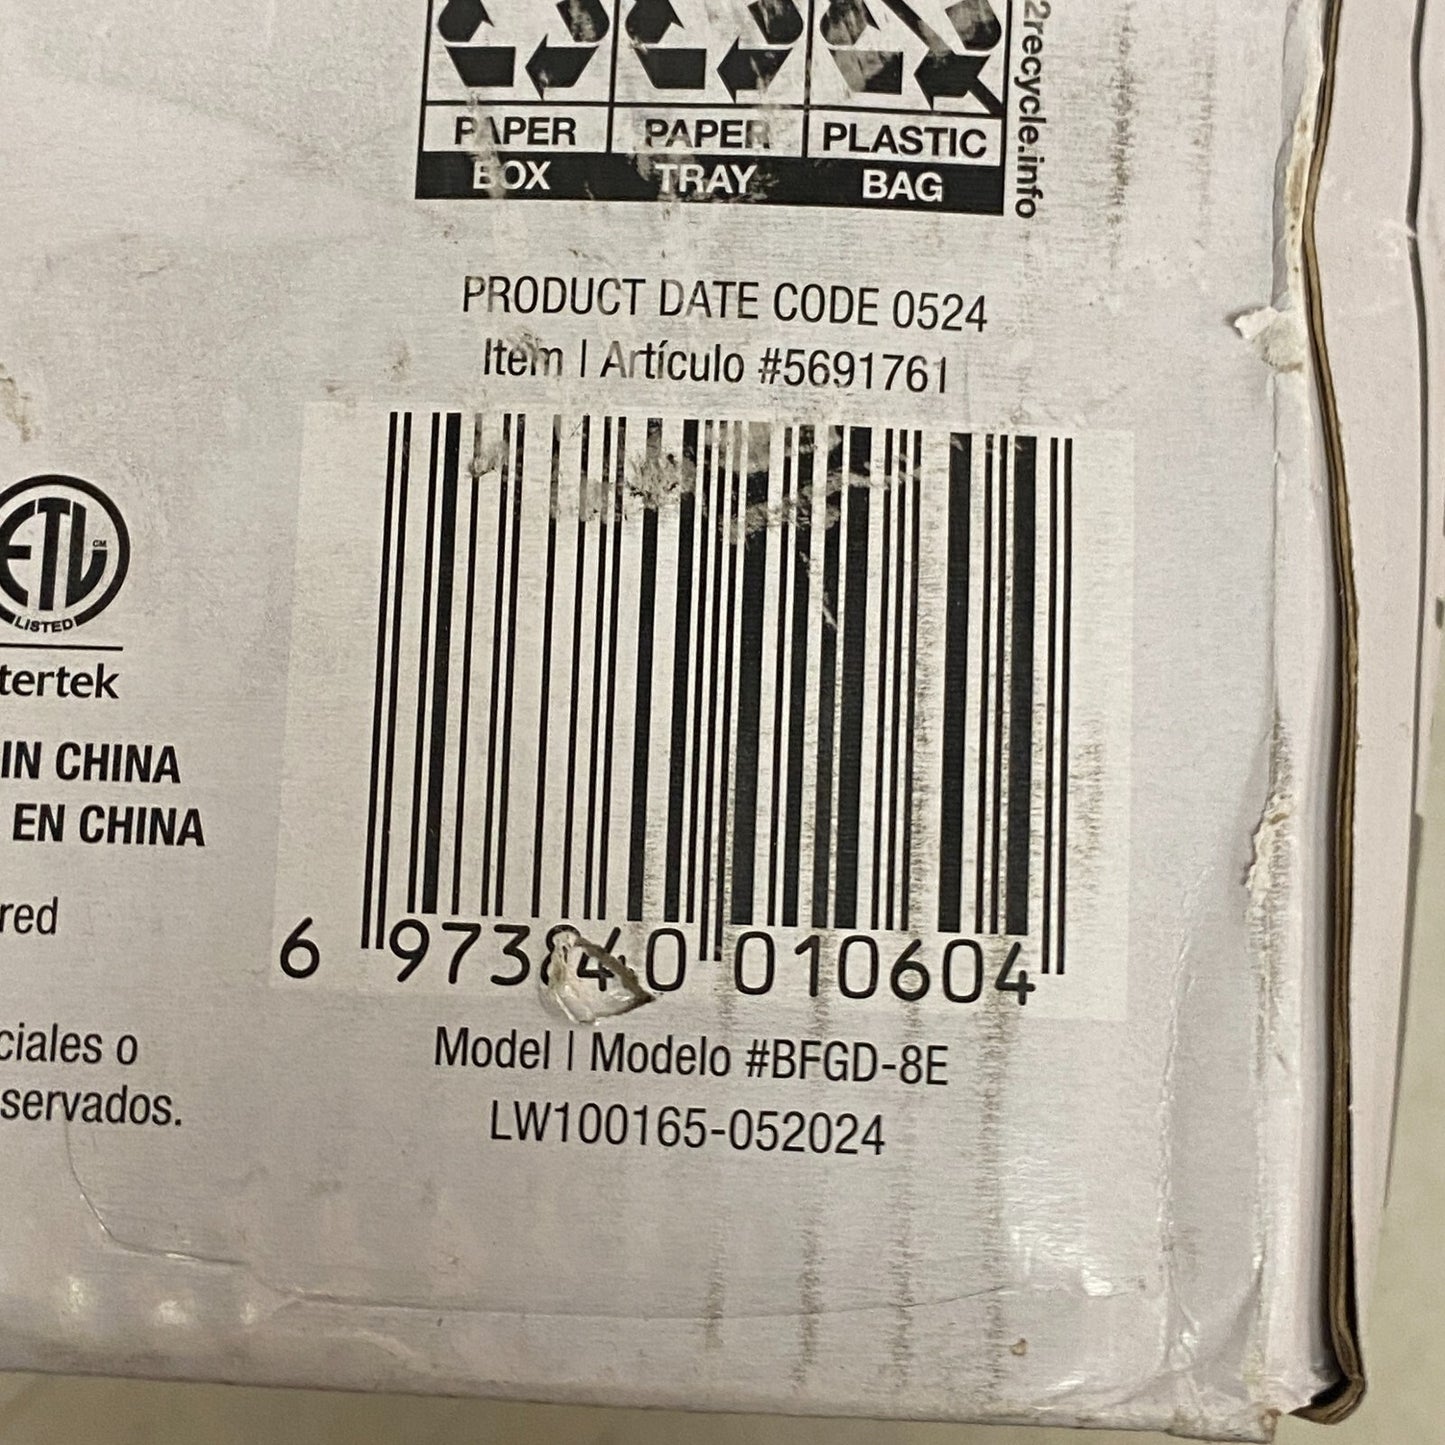 2recycle.info
PAPER PAPER PLASTIC
BOX TRAY BAG
PRODUCT DATE CODE 0524
Item | Artículo #5691761
ETL CM
LISTED
tertek
IN CHINA
EN CHINA
red
6 973840 010604
ciales o
servados.
Model | Modelo #BFGD-8E
LW100165-052024